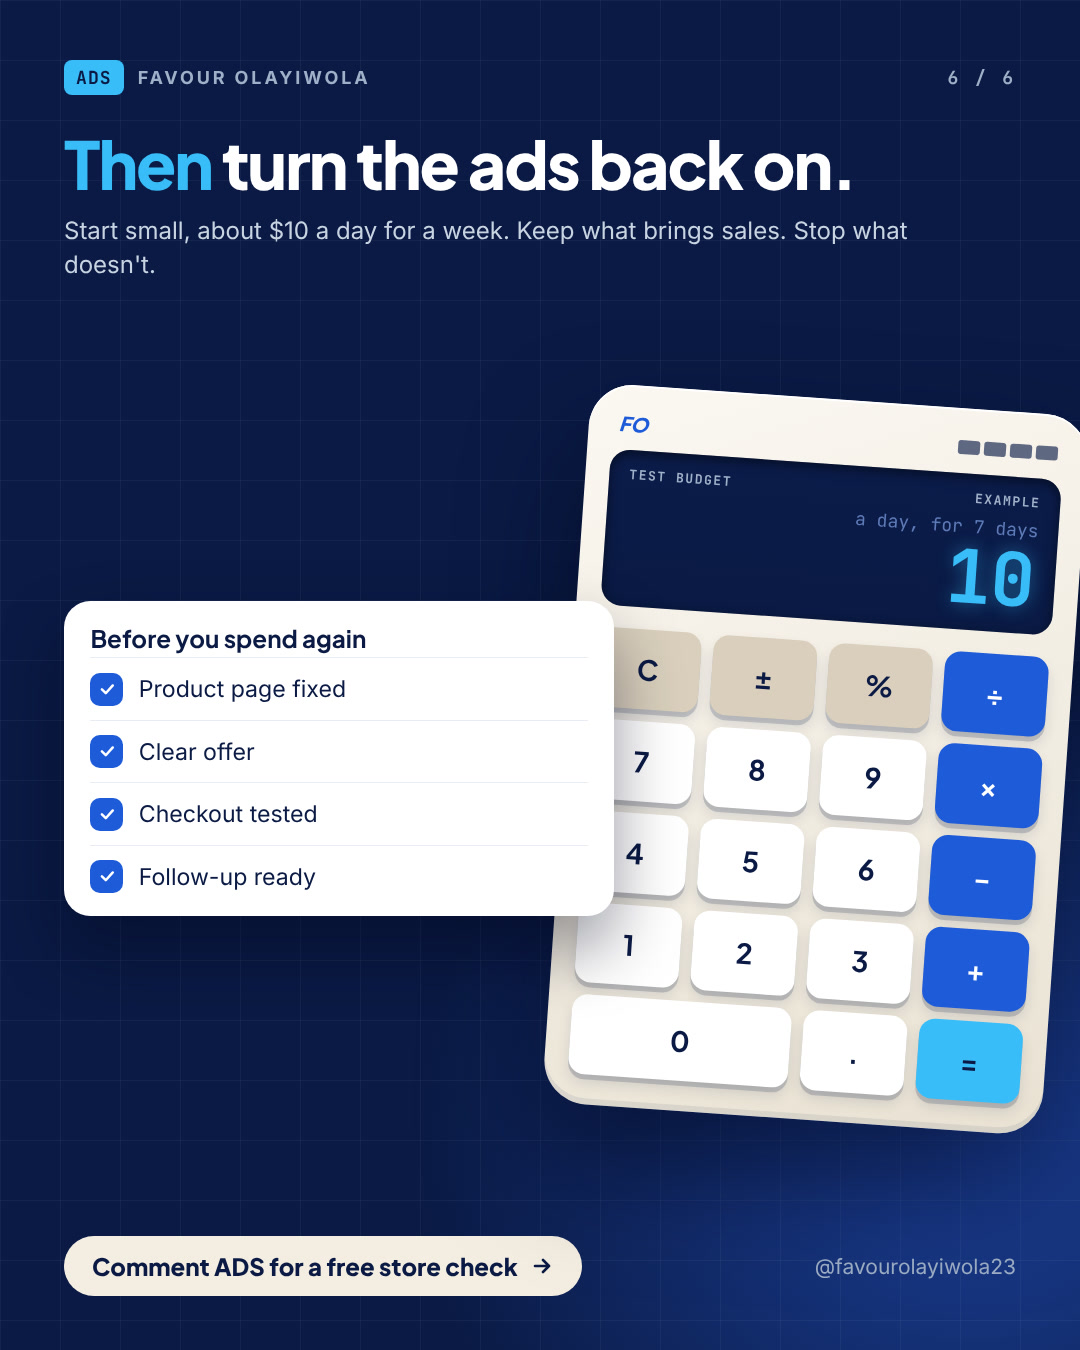 ADS FAVOUR OLAYIWOLA
6 / 6
Then turn the ads back on.
Start small, about $10 a day for a week. Keep what brings sales. Stop what
doesn't.
FO
TEST BUDGET
EXAMPLE
a day, for 7 days
10
Before you spend again
Product page fixed
Clear offer
Checkout tested
Follow-up ready
C ± % ÷
7 8 9 ×
4 5 6 −
1 2 3 +
0 . =
Comment ADS for a free store check →
@favourolayiwola23